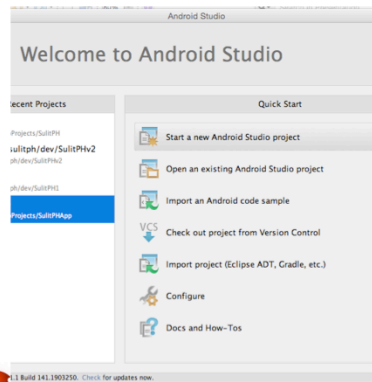 Android Studio
Welcome to Android Studio
Recent Projects
Projects/SulitPH
sulitph/dev/SulitPHv2
ph/dev/SulitPHv2
ph/dev/SulitPH1
Projects/SulitPHApp
Quick Start
Start a new Android Studio project
Open an existing Android Studio project
Import an Android code sample
VCS
Check out project from Version Control
Import project (Eclipse ADT, Gradle, etc.)
Configure
?
Docs and How-Tos
1.1 Build 141.1903250. Check for updates now.